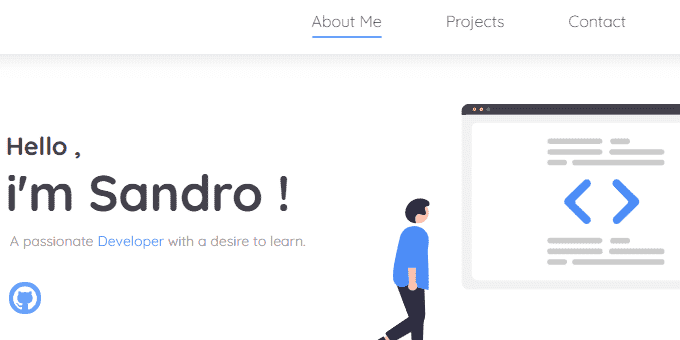 About Me Projects Contact
Hello ,
i'm Sandro !
A passionate Developer with a desire to learn.